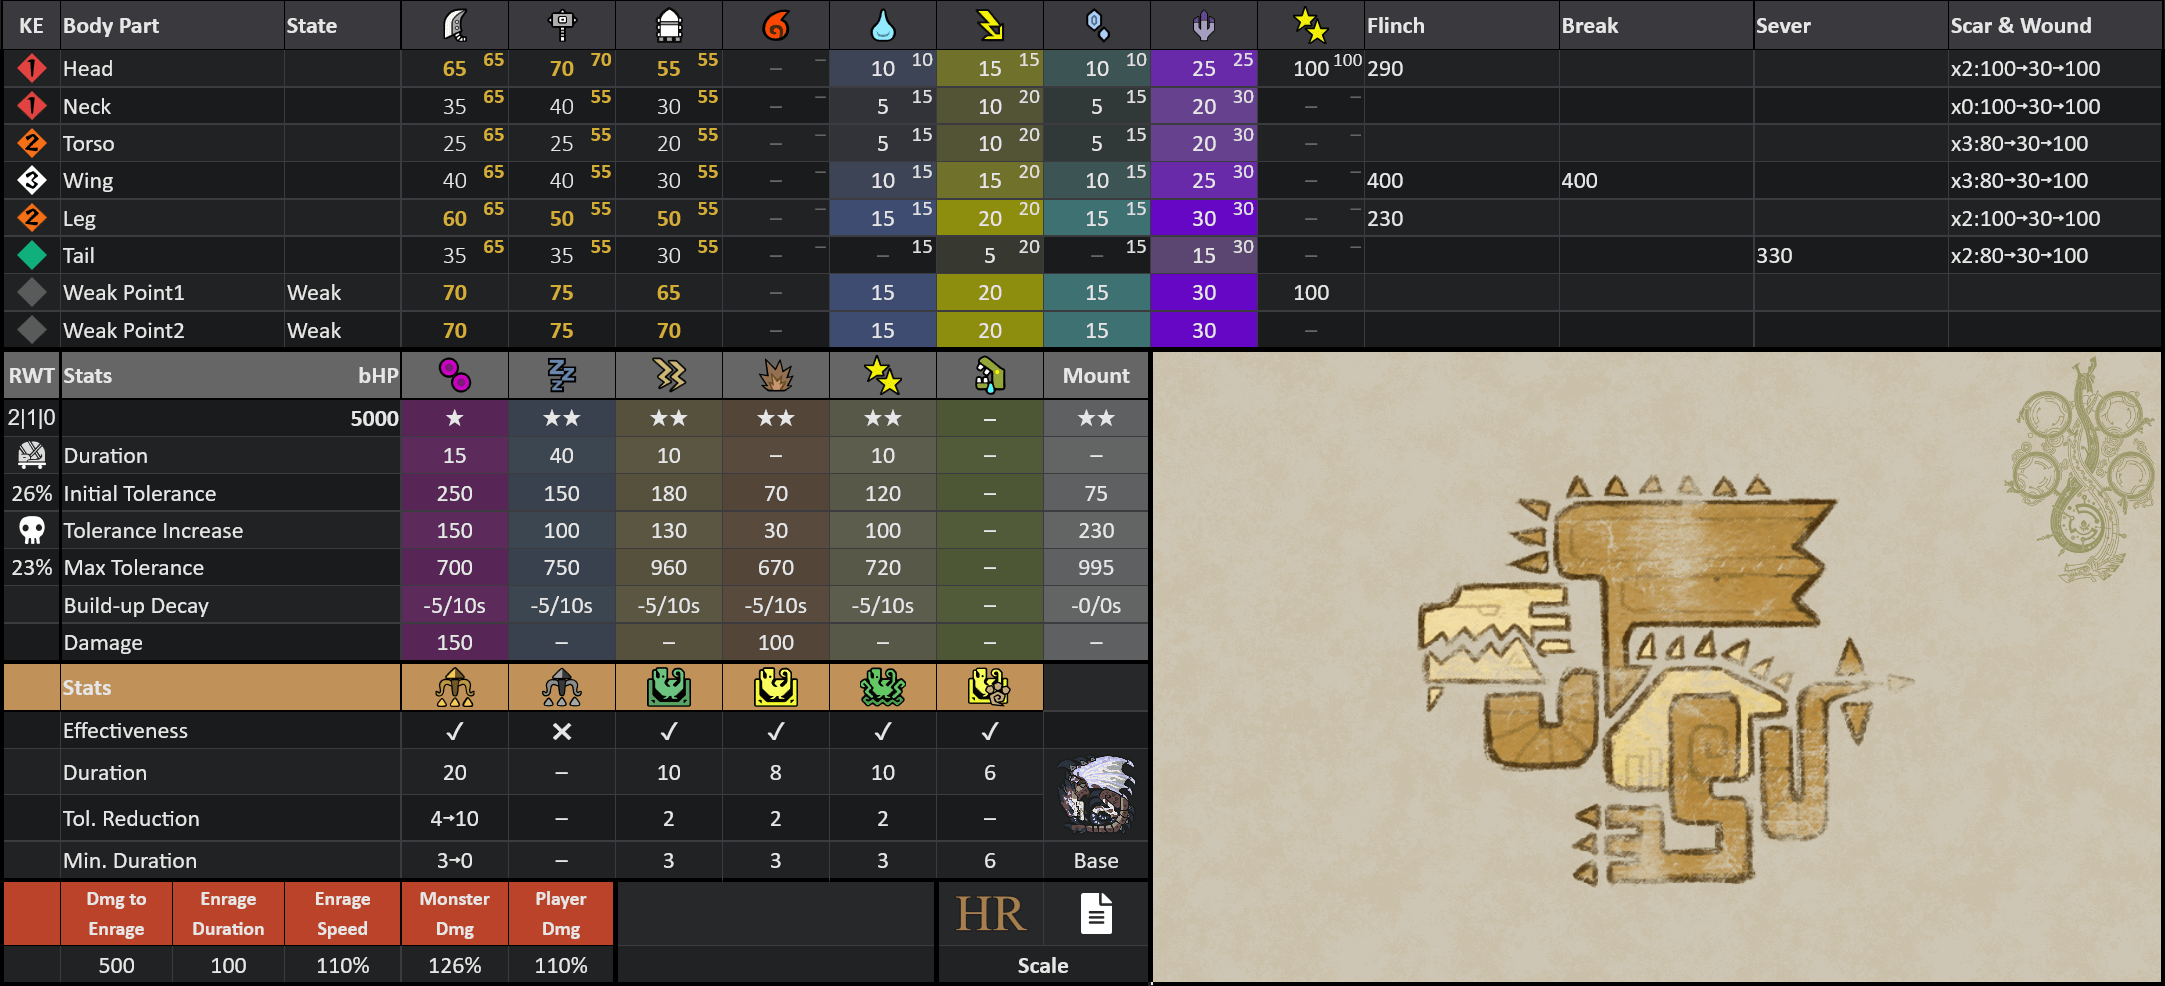 KE Body Part State Flinch Break Sever Scar & Wound
1 Head 65 65 70 70 55 55 – – 10 10 15 15 10 10 25 25 100 100 290 x2:100→30→100
1 Neck 35 65 40 55 30 55 – – 5 15 10 20 5 15 20 30 – – x0:100→30→100
2 Torso 25 65 25 55 20 55 – – 5 15 10 20 5 15 20 30 – – x3:80→30→100
3 Wing 40 65 40 55 30 55 – – 10 15 15 20 10 15 25 30 – – 400 400 x3:80→30→100
2 Leg 60 65 50 55 50 55 – – 15 15 20 20 15 15 30 30 – – 230 x2:100→30→100
Tail 35 65 35 55 30 55 – – – 15 5 20 – 15 15 30 – – 330 x2:80→30→100
Weak Point1 Weak 70 75 65 – 15 20 15 30 100
Weak Point2 Weak 70 75 70 – 15 20 15 30 –
RWT Stats bHP Mount
2|1|0 5000 ★ ★★ ★★ ★★ ★★ – ★★
Duration 15 40 10 – 10 – –
26% Initial Tolerance 250 150 180 70 120 – 75
Tolerance Increase 150 100 130 30 100 – 230
23% Max Tolerance 700 750 960 670 720 – 995
Build-up Decay -5/10s -5/10s -5/10s -5/10s -5/10s – -0/0s
Damage 150 – – 100 – – –
Stats
Effectiveness ✓ ✕ ✓ ✓ ✓ ✓
Duration 20 – 10 8 10 6
Tol. Reduction 4→10 – 2 2 2 –
Min. Duration 3→0 – 3 3 3 6 Base
Dmg to Enrage Enrage Duration Enrage Speed Monster Dmg Player Dmg HR
500 100 110% 126% 110% Scale